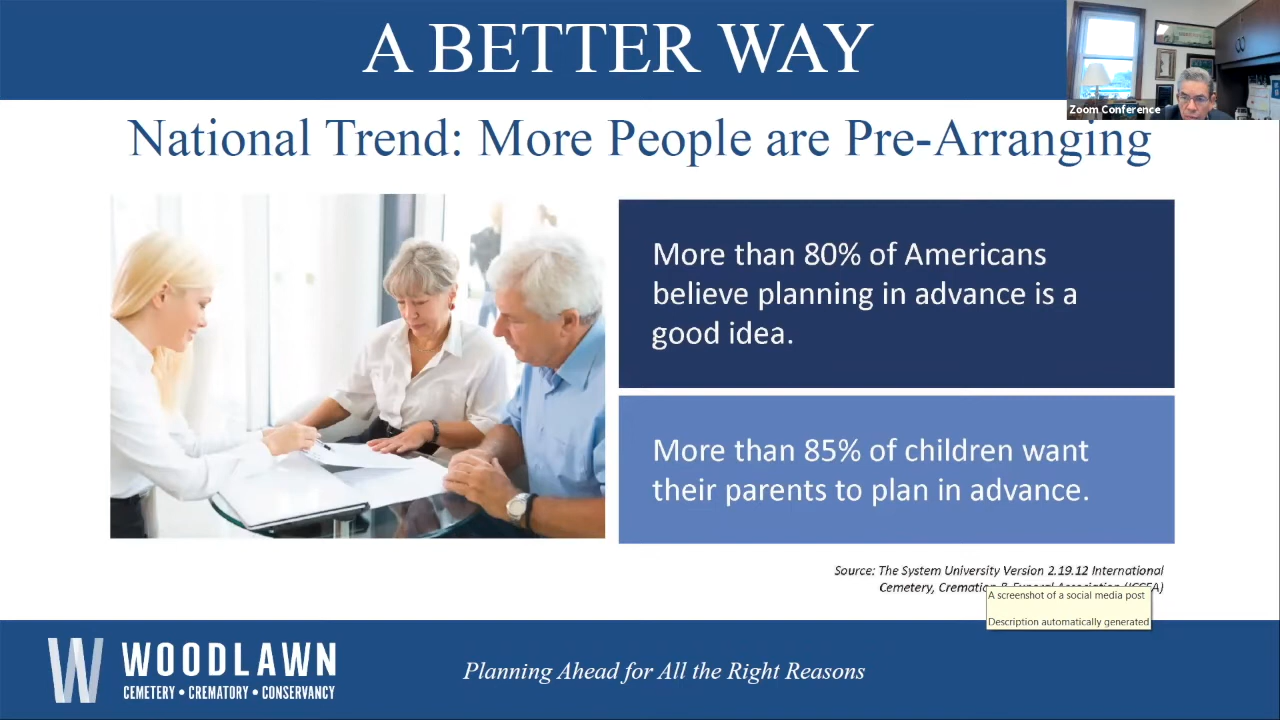 A BETTER WAY
Zoom Conference
National Trend: More People are Pre-Arranging
More than 80% of Americans
believe planning in advance is a
good idea.
More than 85% of children want
their parents to plan in advance.
Source: The System University Version 2.19.12 International
Cemetery, Cremation & Funeral Association (ICCFA)
A screenshot of a social media post
Description automatically generated
WOODLAWN
CEMETERY • CREMATORY • CONSERVANCY
Planning Ahead for All the Right Reasons